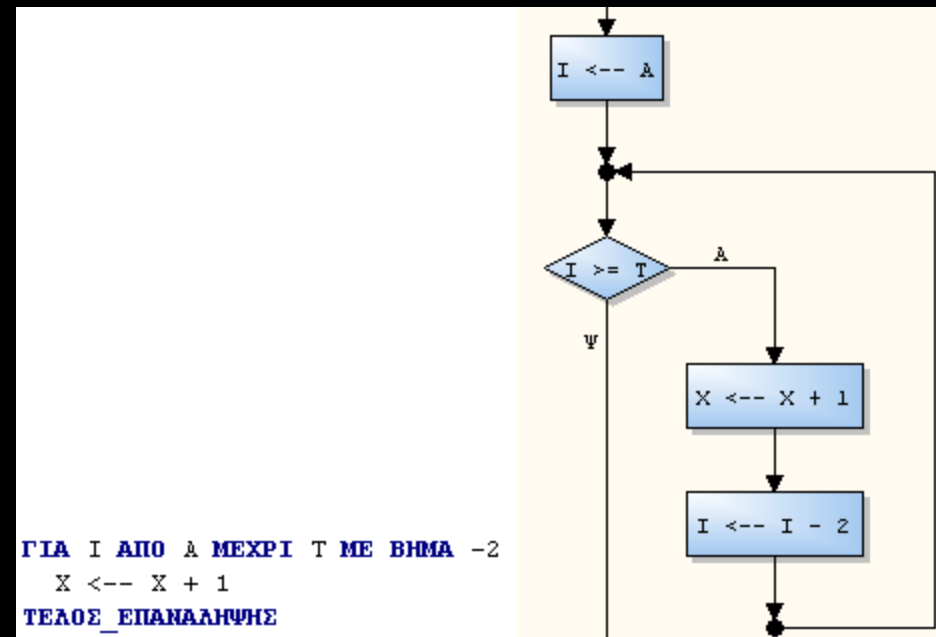 ΓΙΑ Ι ΑΠΟ Α ΜΕΧΡΙ Τ ΜΕ ΒΗΜΑ -2
Χ <-- Χ + 1
ΤΕΛΟΣ_ΕΠΑΝΑΛΗΨΗΣ
Ι <-- Α
Ι >= Τ
Α
Ψ
Χ <-- Χ + 1
Ι <-- Ι - 2